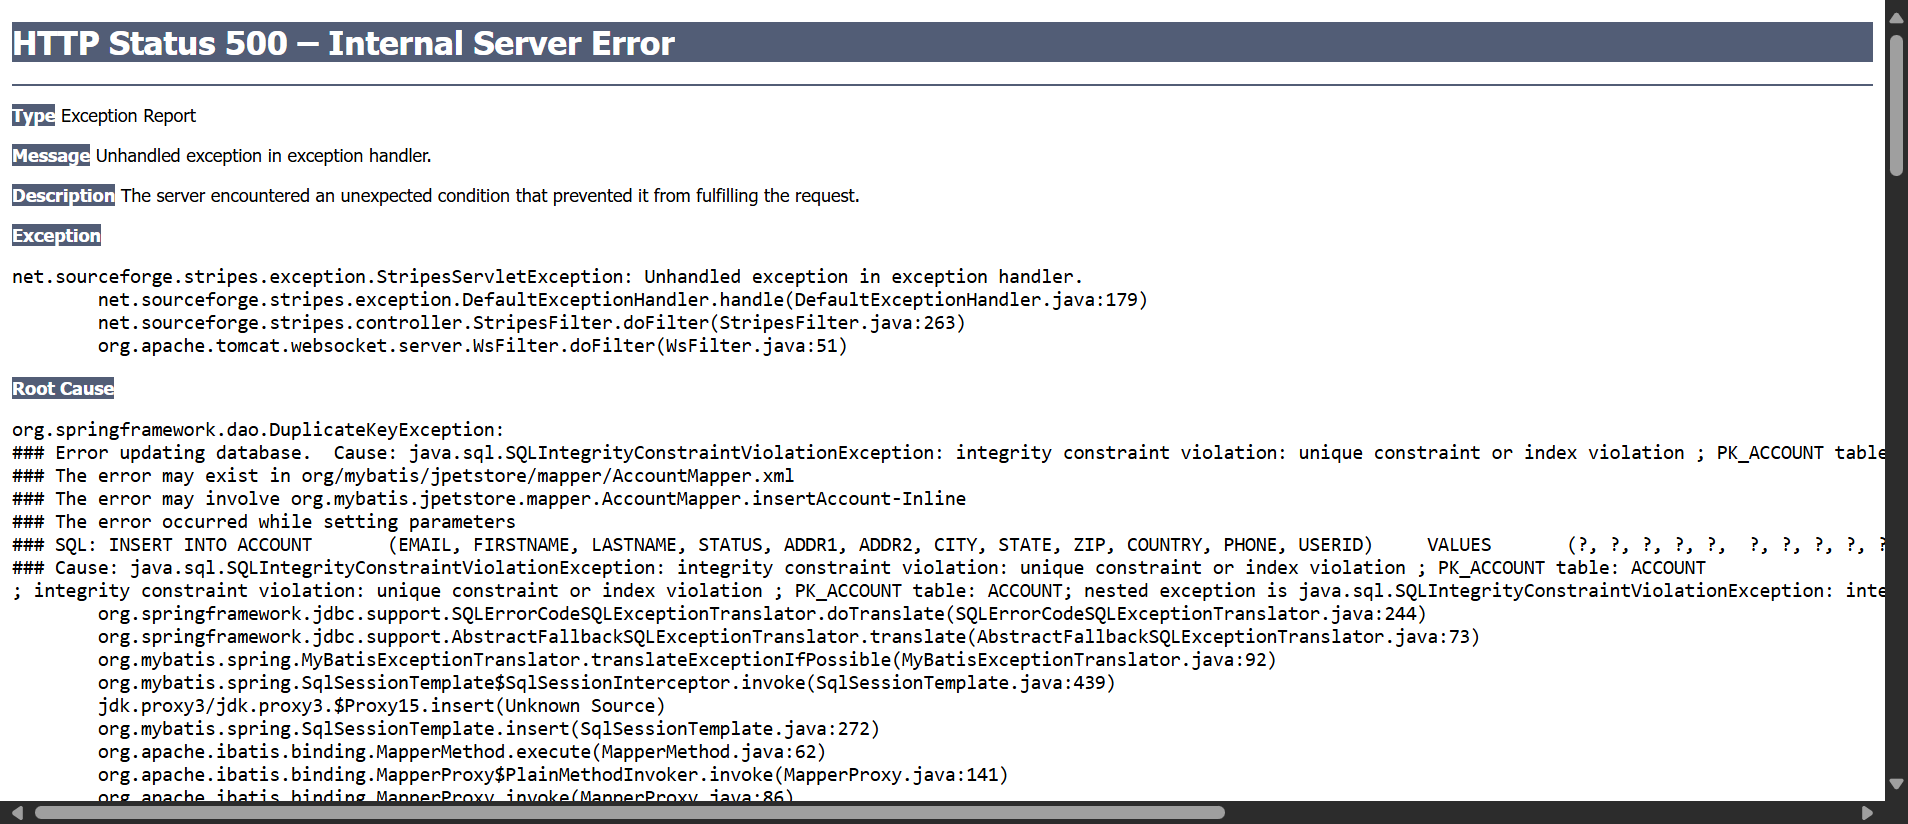 HTTP Status 500 – Internal Server Error
Type Exception Report
Message Unhandled exception in exception handler.
Description The server encountered an unexpected condition that prevented it from fulfilling the request.
Exception
net.sourceforge.stripes.exception.StripesServletException: Unhandled exception in exception handler.
	net.sourceforge.stripes.exception.DefaultExceptionHandler.handle(DefaultExceptionHandler.java:179)
	net.sourceforge.stripes.controller.StripesFilter.doFilter(StripesFilter.java:263)
	org.apache.tomcat.websocket.server.WsFilter.doFilter(WsFilter.java:51)
Root Cause
org.springframework.dao.DuplicateKeyException:
### Error updating database.  Cause: java.sql.SQLIntegrityConstraintViolationException: integrity constraint violation: unique constraint or index violation ; PK_ACCOUNT table
### The error may exist in org/mybatis/jpetstore/mapper/AccountMapper.xml
### The error may involve org.mybatis.jpetstore.mapper.AccountMapper.insertAccount-Inline
### The error occurred while setting parameters
### SQL: INSERT INTO ACCOUNT       (EMAIL, FIRSTNAME, LASTNAME, STATUS, ADDR1, ADDR2, CITY, STATE, ZIP, COUNTRY, PHONE, USERID)     VALUES       (?, ?, ?, ?, ?,  ?, ?, ?, ?, ?
### Cause: java.sql.SQLIntegrityConstraintViolationException: integrity constraint violation: unique constraint or index violation ; PK_ACCOUNT table: ACCOUNT
; integrity constraint violation: unique constraint or index violation ; PK_ACCOUNT table: ACCOUNT; nested exception is java.sql.SQLIntegrityConstraintViolationException: inte
	org.springframework.jdbc.support.SQLErrorCodeSQLExceptionTranslator.doTranslate(SQLErrorCodeSQLExceptionTranslator.java:244)
	org.springframework.jdbc.support.AbstractFallbackSQLExceptionTranslator.translate(AbstractFallbackSQLExceptionTranslator.java:73)
	org.mybatis.spring.MyBatisExceptionTranslator.translateExceptionIfPossible(MyBatisExceptionTranslator.java:92)
	org.mybatis.spring.SqlSessionTemplate$SqlSessionInterceptor.invoke(SqlSessionTemplate.java:439)
	jdk.proxy3/jdk.proxy3.$Proxy15.insert(Unknown Source)
	org.mybatis.spring.SqlSessionTemplate.insert(SqlSessionTemplate.java:272)
	org.apache.ibatis.binding.MapperMethod.execute(MapperMethod.java:62)
	org.apache.ibatis.binding.MapperProxy$PlainMethodInvoker.invoke(MapperProxy.java:141)
	org.apache.ibatis.binding.MapperProxy.invoke(MapperProxy.java:86)